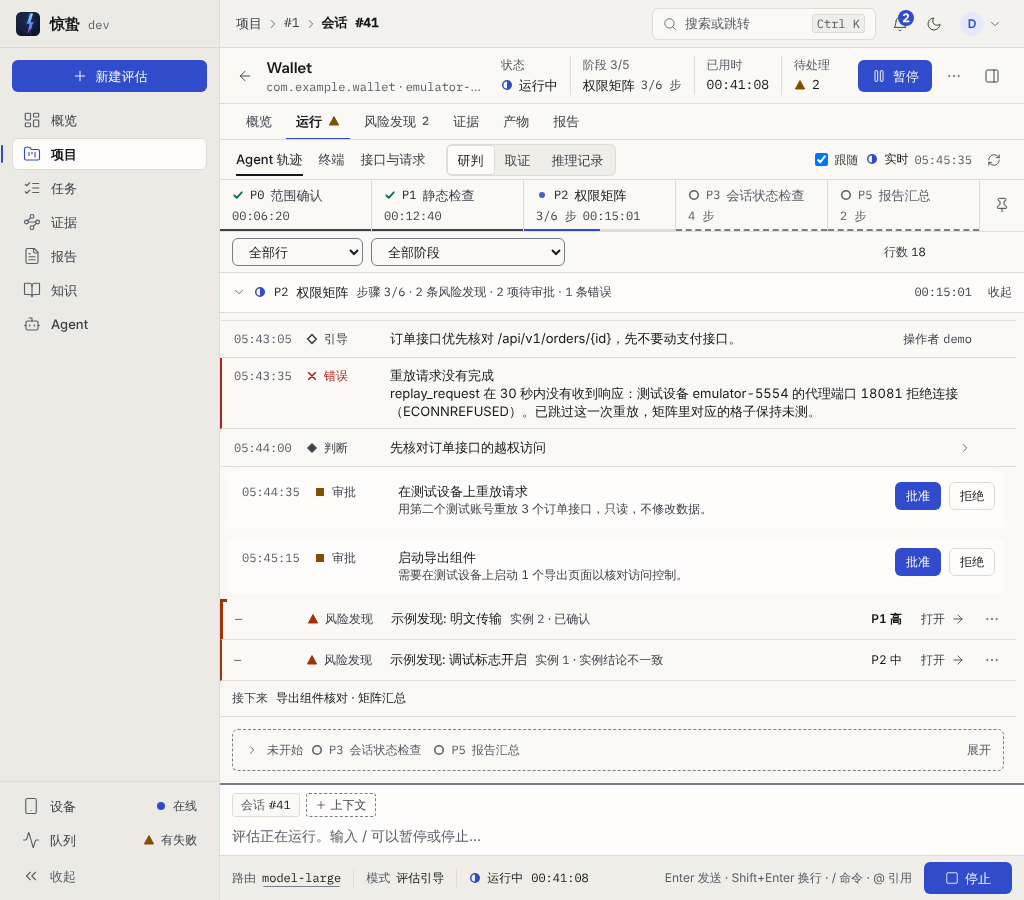 惊蛰 dev
项目 > #1 > 会话 #41
搜索或跳转 Ctrl K
2
D
新建评估
概览
项目
任务
证据
报告
知识
Agent
设备 在线
队列 有失败
收起
Wallet
com.example.wallet · emulator-…
状态
运行中
阶段 3/5
权限矩阵 3/6 步
已用时
00:41:08
待处理
2
暂停
概览 运行 风险发现 2 证据 产物 报告
Agent 轨迹 终端 接口与请求 研判 取证 推理记录 跟随 实时 05:45:35
P0 范围确认
00:06:20
P1 静态检查
00:12:40
P2 权限矩阵
3/6 步 00:15:01
P3 会话状态检查
4 步
P5 报告汇总
2 步
全部行 全部阶段 行数 18
P2 权限矩阵 步骤 3/6 · 2 条风险发现 · 2 项待审批 · 1 条错误 00:15:01 收起
05:43:05 引导 订单接口优先核对 /api/v1/orders/{id}，先不要动支付接口。 操作者 demo
05:43:35 错误 重放请求没有完成
replay_request 在 30 秒内没有收到响应：测试设备 emulator-5554 的代理端口 18081 拒绝连接
（ECONNREFUSED）。已跳过这一次重放，矩阵里对应的格子保持未测。
05:44:00 判断 先核对订单接口的越权访问
05:44:35 审批 在测试设备上重放请求 批准 拒绝
用第二个测试账号重放 3 个订单接口，只读，不修改数据。
05:45:15 审批 启动导出组件 批准 拒绝
需要在测试设备上启动 1 个导出页面以核对访问控制。
– 风险发现 示例发现: 明文传输 实例 2 · 已确认 P1 高 打开 →
– 风险发现 示例发现: 调试标志开启 实例 1 · 实例结论不一致 P2 中 打开 →
接下来 导出组件核对 · 矩阵汇总
未开始 P3 会话状态检查 P5 报告汇总 展开
会话 #41 + 上下文
评估正在运行。输入 / 可以暂停或停止…
路由 model-large 模式 评估引导 运行中 00:41:08 Enter 发送 · Shift+Enter 换行 · / 命令 · @ 引用 停止